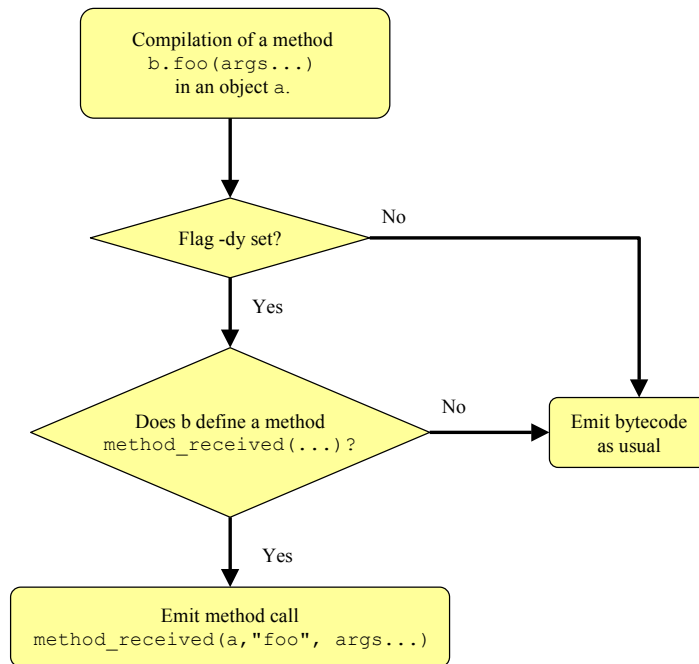 Compilation of a method
b.foo(args...)
in an object a.
Flag -dy set?
No
Yes
Does b define a method
method_received(...)?
No
Emit bytecode
as usual
Yes
Emit method call
method_received(a,"foo", args...)